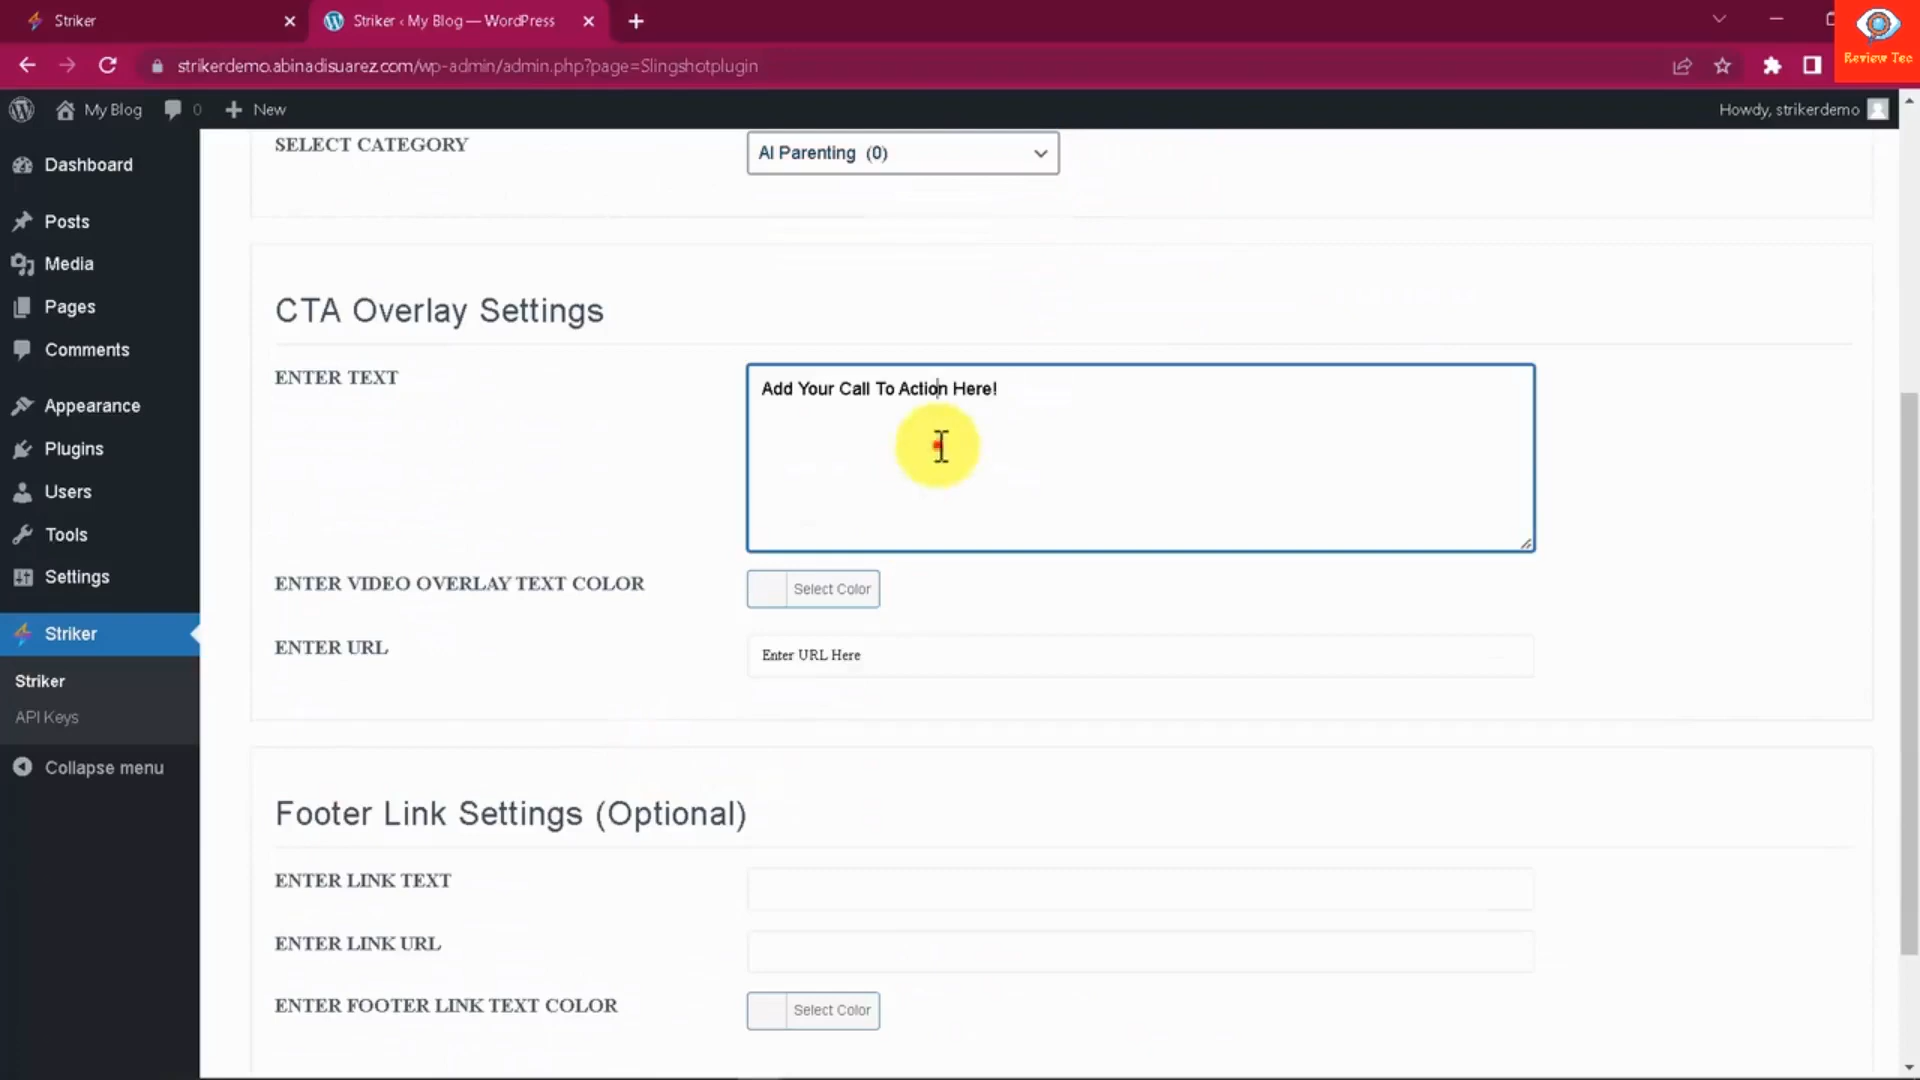 Striker
Striker ‹ My Blog — WordPress
strikerdemo.abinadisuarez.com/wp-admin/admin.php?page=Slingshotplugin
Review Tec
My Blog
0
New
Howdy, strikerdemo
Dashboard
Posts
Media
Pages
Comments
Appearance
Plugins
Users
Tools
Settings
Striker
Striker
API Keys
Collapse menu
SELECT CATEGORY
AI Parenting (0)
CTA Overlay Settings
ENTER TEXT
Add Your Call To Action Here!
ENTER VIDEO OVERLAY TEXT COLOR
Select Color
ENTER URL
Enter URL Here
Footer Link Settings (Optional)
ENTER LINK TEXT
ENTER LINK URL
ENTER FOOTER LINK TEXT COLOR
Select Color